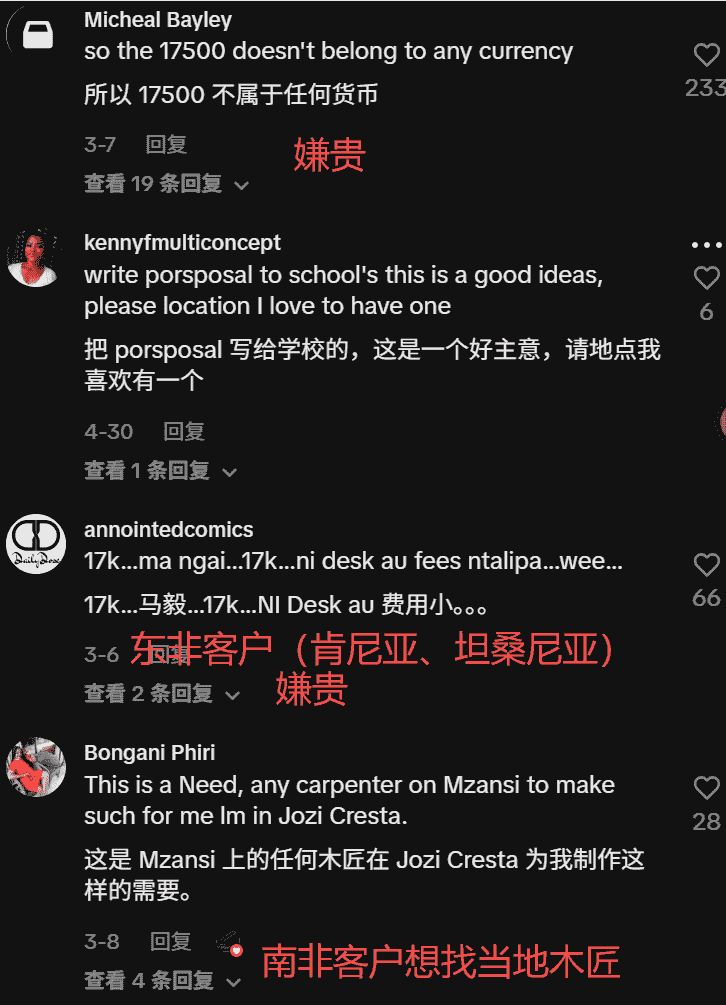 Micheal Bayley
so the 17500 doesn't belong to any currency
233
所以 17500 不属于任何货币
3-7 回复
嫌贵
查看 19 条回复
kennyfmulticoncept
write porsposal to school's this is a good ideas,
please location I love to have one
6
把 porsposal 写给学校的，这是一个好主意，请地点我
喜欢有一个
4-30 回复
查看 1 条回复
annointedcomics
DailyDose
17k...ma ngai...17k...ni desk au fees ntalipa...wee...
66
17k...马毅...17k...NI Desk au 费用小。。。
3-6 回复
东非客户（肯尼亚、坦桑尼亚）
查看 2 条回复
嫌贵
Bongani Phiri
This is a Need, any carpenter on Mzansi to make
such for me Im in Jozi Cresta.
28
这是 Mzansi 上的任何木匠在 Jozi Cresta 为我制作这
样的需要。
3-8 回复
南非客户想找当地木匠
查看 4 条回复